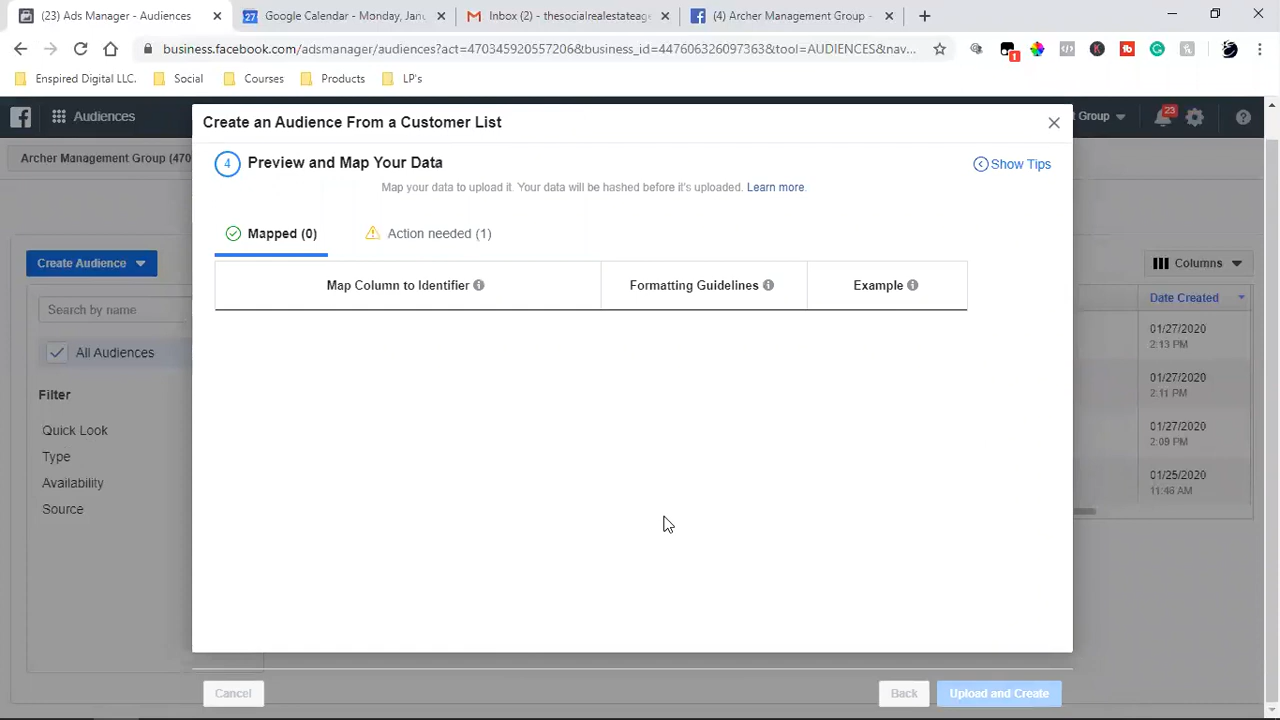 (23) Ads Manager - Audiences
Google Calendar - Monday, Janu
Inbox (2) - thesocialrealestateag
(4) Archer Management Group -
business.facebook.com/adsmanager/audiences?act=470345920557206&business_id=447606326097363&tool=AUDIENCES&nav...
1
Enspired Digital LLC.
Social
Courses
Products
LP's
Audiences
t Group
23
Archer Management Group (470
Create an Audience From a Customer List
4
Preview and Map Your Data
Show Tips
Map your data to upload it. Your data will be hashed before it's uploaded. Learn more.
Mapped (0)
Action needed (1)
Map Column to Identifier
Formatting Guidelines
Example
Create Audience
Columns
Search by name
Date Created
All Audiences
01/27/2020
2:13 PM
Filter
01/27/2020
2:11 PM
Quick Look
01/27/2020
2:09 PM
Type
Availability
01/25/2020
11:46 AM
Source
Cancel
Back
Upload and Create